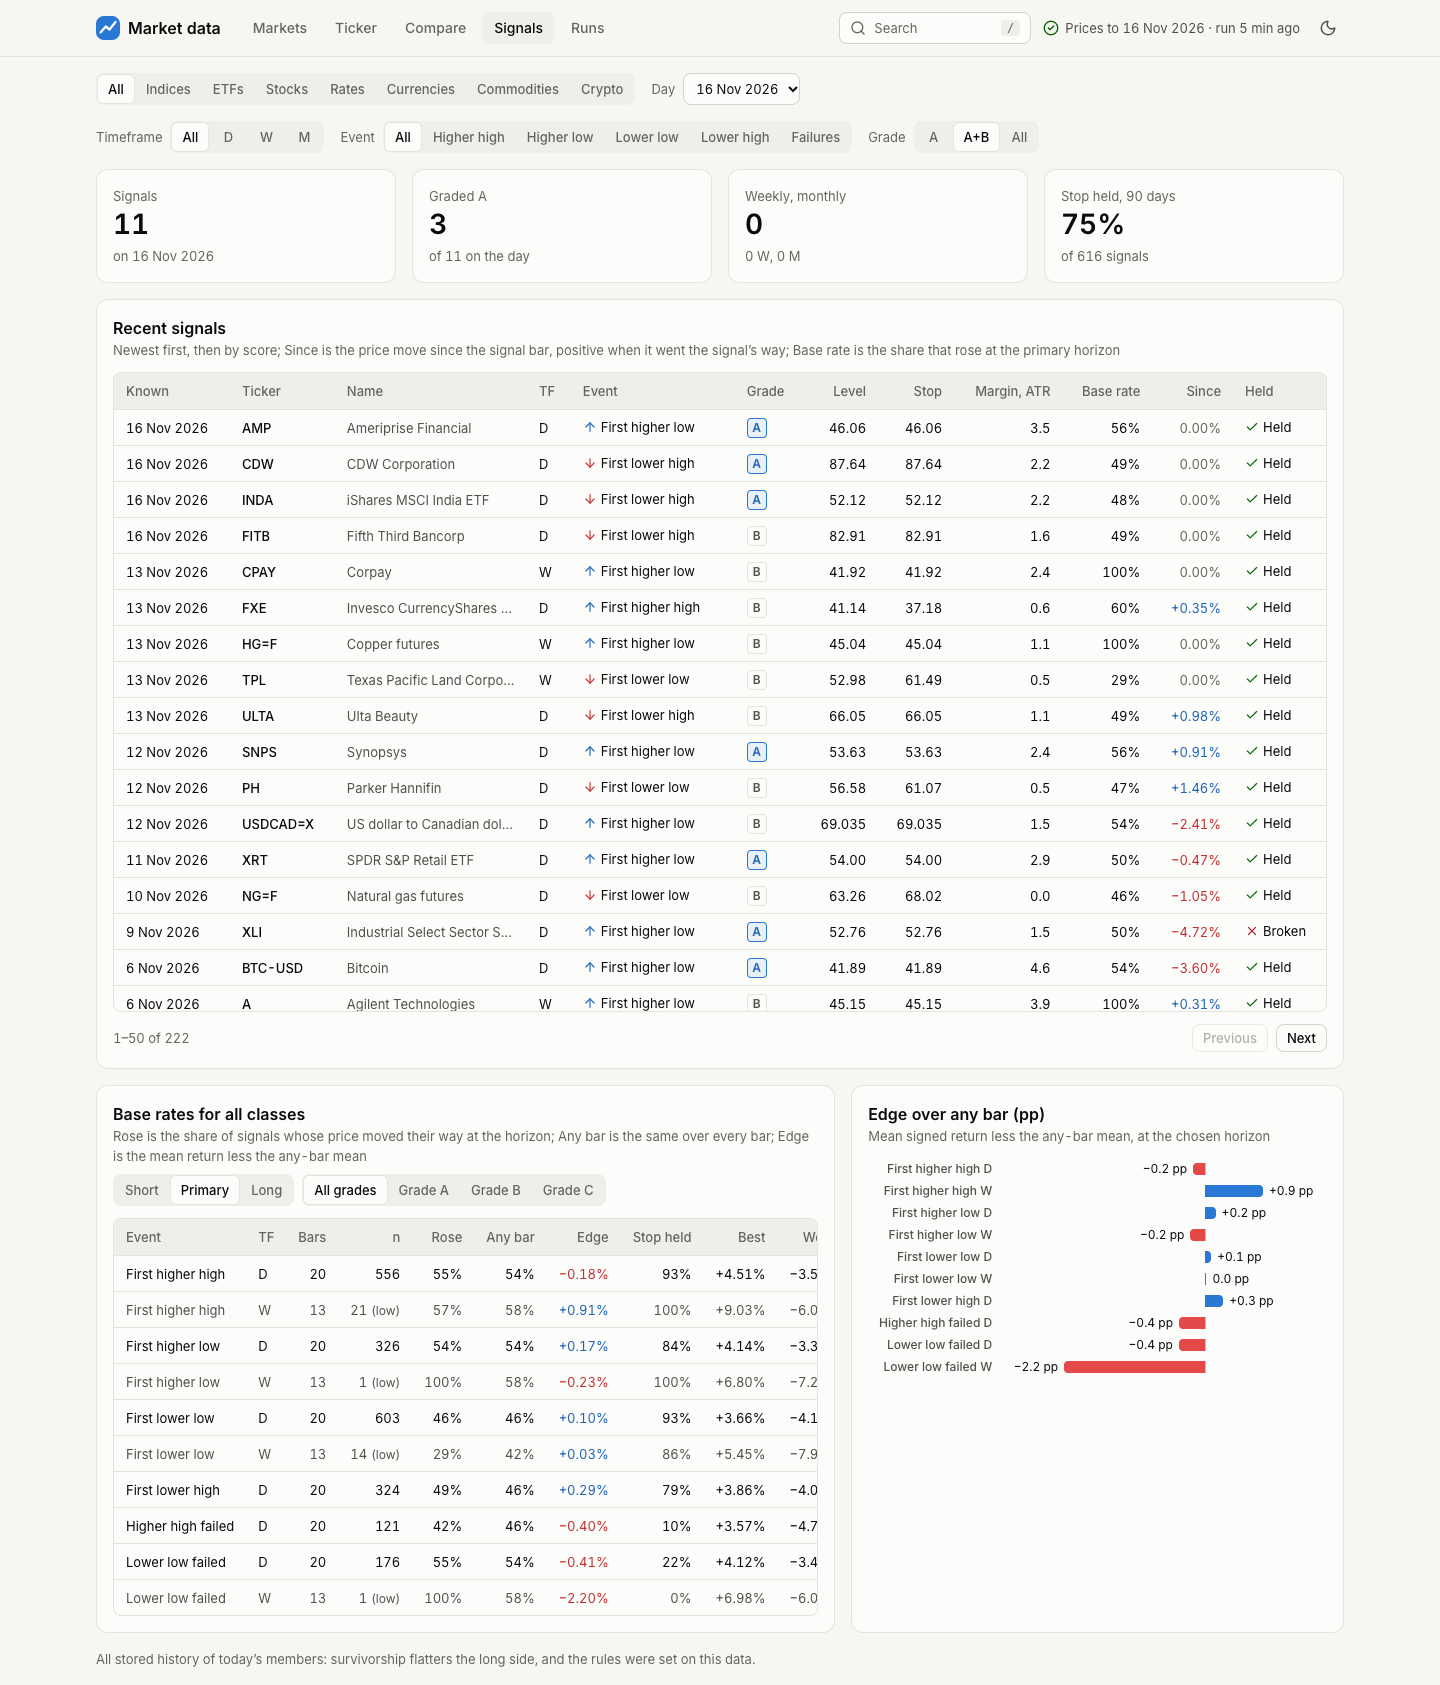 Market data Markets Ticker Compare Signals Runs Search / Prices to 16 Nov 2026 · run 5 min ago
All Indices ETFs Stocks Rates Currencies Commodities Crypto Day 16 Nov 2026
Timeframe All D W M Event All Higher high Higher low Lower low Lower high Failures Grade A A+B All
Signals
11
on 16 Nov 2026
Graded A
3
of 11 on the day
Weekly, monthly
0
0 W, 0 M
Stop held, 90 days
75%
of 616 signals
Recent signals
Newest first, then by score; Since is the price move since the signal bar, positive when it went the signal’s way; Base rate is the share that rose at the primary horizon
Known Ticker Name TF Event Grade Level Stop Margin, ATR Base rate Since Held
16 Nov 2026 AMP Ameriprise Financial D ↑ First higher low A 46.06 46.06 3.5 56% 0.00% ✓ Held
16 Nov 2026 CDW CDW Corporation D ↓ First lower high A 87.64 87.64 2.2 49% 0.00% ✓ Held
16 Nov 2026 INDA iShares MSCI India ETF D ↓ First lower high A 52.12 52.12 2.2 48% 0.00% ✓ Held
16 Nov 2026 FITB Fifth Third Bancorp D ↓ First lower high B 82.91 82.91 1.6 49% 0.00% ✓ Held
13 Nov 2026 CPAY Corpay W ↑ First higher low B 41.92 41.92 2.4 100% 0.00% ✓ Held
13 Nov 2026 FXE Invesco CurrencyShares ... D ↑ First higher high B 41.14 37.18 0.6 60% +0.35% ✓ Held
13 Nov 2026 HG=F Copper futures W ↑ First higher low B 45.04 45.04 1.1 100% 0.00% ✓ Held
13 Nov 2026 TPL Texas Pacific Land Corpo... W ↓ First lower low B 52.98 61.49 0.5 29% 0.00% ✓ Held
13 Nov 2026 ULTA Ulta Beauty D ↓ First lower high B 66.05 66.05 1.1 49% +0.98% ✓ Held
12 Nov 2026 SNPS Synopsys D ↑ First higher low A 53.63 53.63 2.4 56% +0.91% ✓ Held
12 Nov 2026 PH Parker Hannifin D ↓ First lower low B 56.58 61.07 0.5 47% +1.46% ✓ Held
12 Nov 2026 USDCAD=X US dollar to Canadian dol... D ↑ First higher low B 69.035 69.035 1.5 54% −2.41% ✓ Held
11 Nov 2026 XRT SPDR S&P Retail ETF D ↑ First higher low A 54.00 54.00 2.9 50% −0.47% ✓ Held
10 Nov 2026 NG=F Natural gas futures D ↓ First lower low B 63.26 68.02 0.0 46% −1.05% ✓ Held
9 Nov 2026 XLI Industrial Select Sector S... D ↑ First higher low A 52.76 52.76 1.5 50% −4.72% ✕ Broken
6 Nov 2026 BTC-USD Bitcoin D ↑ First higher low A 41.89 41.89 4.6 54% −3.60% ✓ Held
6 Nov 2026 A Agilent Technologies W ↑ First higher low B 45.15 45.15 3.9 100% +0.31% ✓ Held
1–50 of 222 Previous Next
Base rates for all classes
Rose is the share of signals whose price moved their way at the horizon; Any bar is the same over every bar; Edge
is the mean return less the any-bar mean
Short Primary Long All grades Grade A Grade B Grade C
Event TF Bars n Rose Any bar Edge Stop held Best Wo
First higher high D 20 556 55% 54% −0.18% 93% +4.51% −3.5
First higher high W 13 21 (low) 57% 58% +0.91% 100% +9.03% −6.0
First higher low D 20 326 54% 54% +0.17% 84% +4.14% −3.3
First higher low W 13 1 (low) 100% 58% −0.23% 100% +6.80% −7.2
First lower low D 20 603 46% 46% +0.10% 93% +3.66% −4.1
First lower low W 13 14 (low) 29% 42% +0.03% 86% +5.45% −7.9
First lower high D 20 324 49% 46% +0.29% 79% +3.86% −4.0
Higher high failed D 20 121 42% 46% −0.40% 10% +3.57% −4.7
Lower low failed D 20 176 55% 54% −0.41% 22% +4.12% −3.4
Lower low failed W 13 1 (low) 100% 58% −2.20% 0% +6.98% −6.0
Edge over any bar (pp)
Mean signed return less the any-bar mean, at the chosen horizon
First higher high D −0.2 pp
First higher high W +0.9 pp
First higher low D +0.2 pp
First higher low W −0.2 pp
First lower low D +0.1 pp
First lower low W 0.0 pp
First lower high D +0.3 pp
Higher high failed D −0.4 pp
Lower low failed D −0.4 pp
Lower low failed W −2.2 pp
All stored history of today’s members: survivorship flatters the long side, and the rules were set on this data.